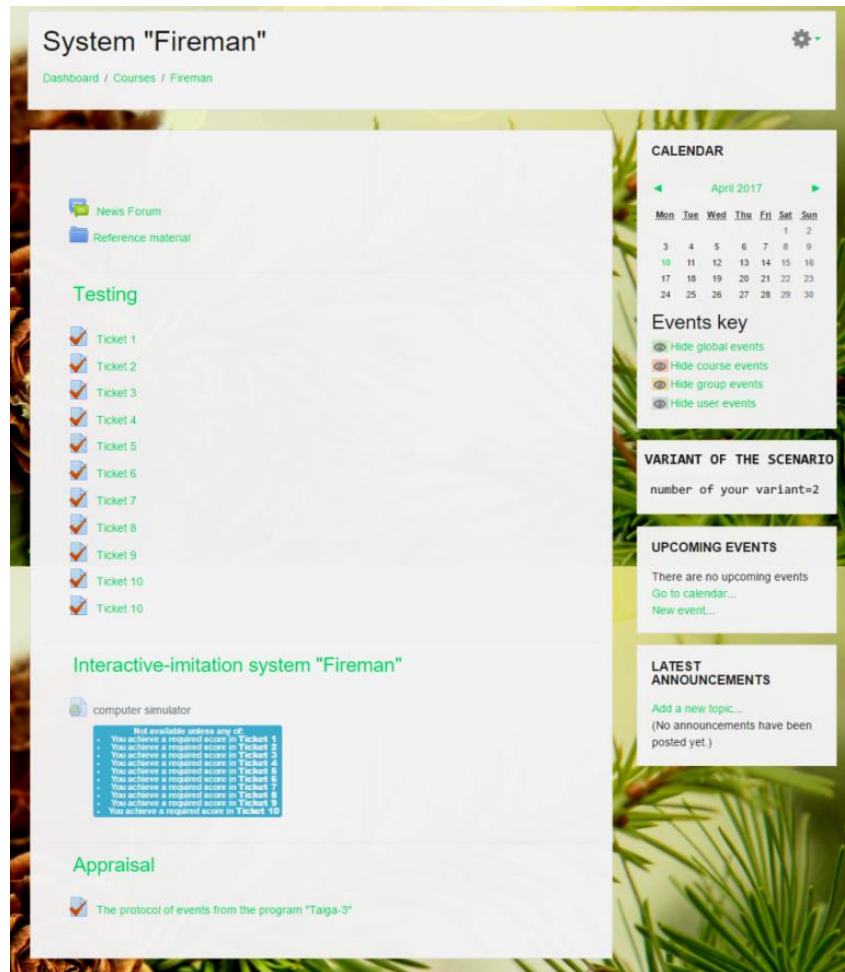 System "Fireman"
Dashboard / Courses / Fireman
News Forum
Reference material
Testing
Ticket 1
Ticket 2
Ticket 3
Ticket 4
Ticket 5
Ticket 6
Ticket 7
Ticket 8
Ticket 9
Ticket 10
Ticket 10
Interactive-imitation system "Fireman"
computer simulator
Not available unless any of:
• You achieve a required score in Ticket 1
• You achieve a required score in Ticket 2
• You achieve a required score in Ticket 3
• You achieve a required score in Ticket 4
• You achieve a required score in Ticket 5
• You achieve a required score in Ticket 6
• You achieve a required score in Ticket 7
• You achieve a required score in Ticket 8
• You achieve a required score in Ticket 9
• You achieve a required score in Ticket 10
Appraisal
The protocol of events from the program "Taiga-3"
CALENDAR
◄ April 2017 ►
Mon Tue Wed Thu Fri Sat Sun
1 2
3 4 5 6 7 8 9
10 11 12 13 14 15 16
17 18 19 20 21 22 23
24 25 26 27 28 29 30
Events key
Hide global events
Hide course events
Hide group events
Hide user events
VARIANT OF THE SCENARIO
number of your variant=2
UPCOMING EVENTS
There are no upcoming events
Go to calendar...
New event...
LATEST
ANNOUNCEMENTS
Add a new topic...
(No announcements have been
posted yet.)